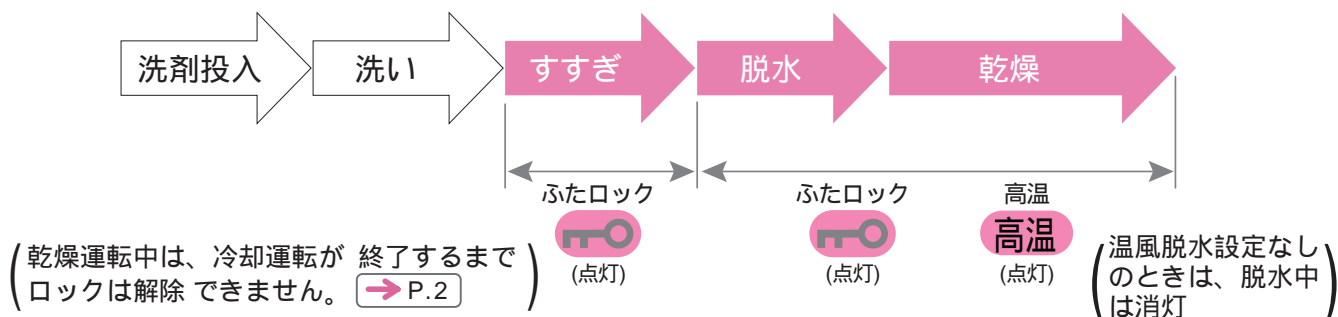 洗剤投入
洗い
すすぎ
脱水
乾燥
ふたロック
(点灯)
ふたロック
(点灯)
高温
高温
(点灯)
(乾燥運転中は、冷却運転が 終了するまで
ロックは解除 できません。 → P.2)
(温風脱水設定なし
のときは、脱水中
は消灯)